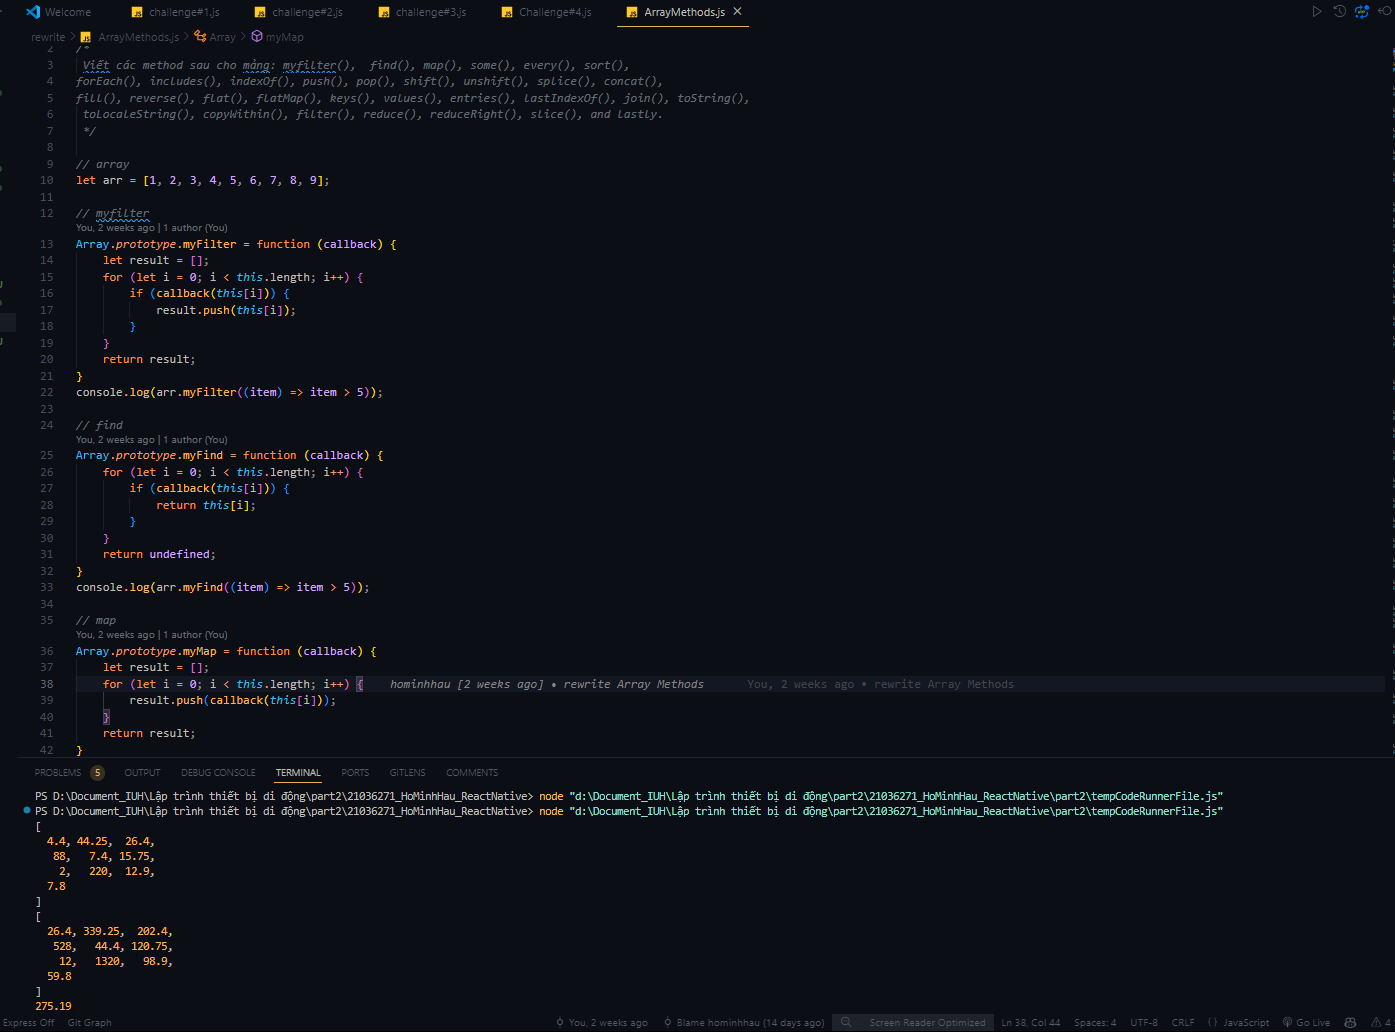 Welcome challenge#1.js challenge#2.js challenge#3.js Challenge#4.js ArrayMethods.js
rewrite > ArrayMethods.js > Array > myMap
2 /*
3 Viết các method sau cho mảng: myfilter(),  find(), map(), some(), every(), sort(),
4 forEach(), includes(), indexOf(), push(), pop(), shift(), unshift(), splice(), concat(),
5 fill(), reverse(), flat(), flatMap(), keys(), values(), entries(), lastIndexOf(), join(), toString(),
6 toLocaleString(), copyWithin(), filter(), reduce(), reduceRight(), slice(), and lastly.
7 */
8
9 // array
10 let arr = [1, 2, 3, 4, 5, 6, 7, 8, 9];
11
12 // myfilter
You, 2 weeks ago | 1 author (You)
13 Array.prototype.myFilter = function (callback) {
14     let result = [];
15     for (let i = 0; i < this.length; i++) {
16         if (callback(this[i])) {
17             result.push(this[i]);
18         }
19     }
20     return result;
21 }
22 console.log(arr.myFilter((item) => item > 5));
23
24 // find
You, 2 weeks ago | 1 author (You)
25 Array.prototype.myFind = function (callback) {
26     for (let i = 0; i < this.length; i++) {
27         if (callback(this[i])) {
28             return this[i];
29         }
30     }
31     return undefined;
32 }
33 console.log(arr.myFind((item) => item > 5));
34
35 // map
You, 2 weeks ago | 1 author (You)
36 Array.prototype.myMap = function (callback) {
37     let result = [];
38     for (let i = 0; i < this.length; i++) {    hominhhau [2 weeks ago] • rewrite Array Methods    You, 2 weeks ago • rewrite Array Methods
39         result.push(callback(this[i]));
40     }
41     return result;
42 }
PROBLEMS 5 OUTPUT DEBUG CONSOLE TERMINAL PORTS GITLENS COMMENTS
PS D:\Document_IUH\Lập trình thiết bị di động\part2\21036271_HoMinhHau_ReactNative> node "d:\Document_IUH\Lập trình thiết bị di động\part2\21036271_HoMinhHau_ReactNative\part2\tempCodeRunnerFile.js"
PS D:\Document_IUH\Lập trình thiết bị di động\part2\21036271_HoMinhHau_ReactNative> node "d:\Document_IUH\Lập trình thiết bị di động\part2\21036271_HoMinhHau_ReactNative\part2\tempCodeRunnerFile.js"
[
  4.4, 44.25,  26.4,
   88,   7.4, 15.75,
    2,   220,  12.9,
  7.8
]
[
  26.4, 339.25,  202.4,
   528,   44.4, 120.75,
    12,   1320,   98.9,
  59.8
]
275.19
Express Off Git Graph You, 2 weeks ago Blame hominhhau (14 days ago) Screen Reader Optimized Ln 38, Col 44 Spaces: 4 UTF-8 CRLF {} JavaScript Go Live 4